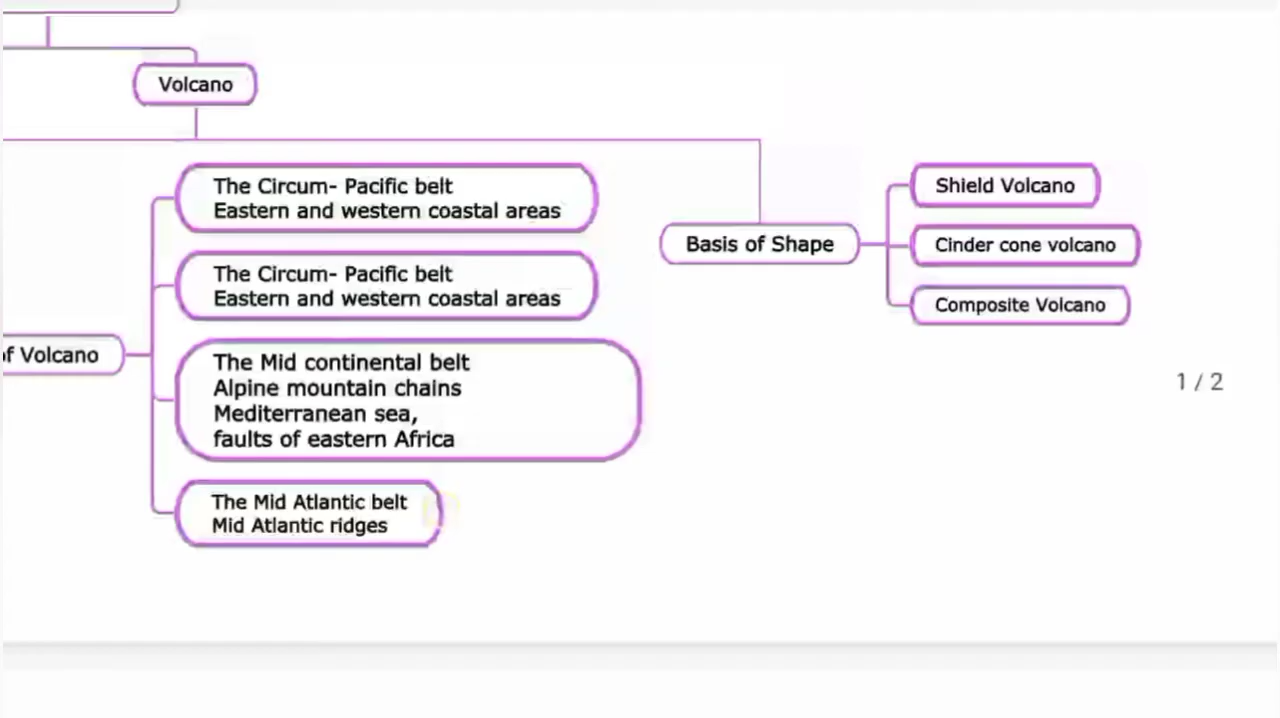 Volcano
The Circum- Pacific belt
Eastern and western coastal areas
The Circum- Pacific belt
Eastern and western coastal areas
of Volcano
The Mid continental belt
Alpine mountain chains
Mediterranean sea,
faults of eastern Africa
The Mid Atlantic belt
Mid Atlantic ridges
Basis of Shape
Shield Volcano
Cinder cone volcano
Composite Volcano
1 / 2